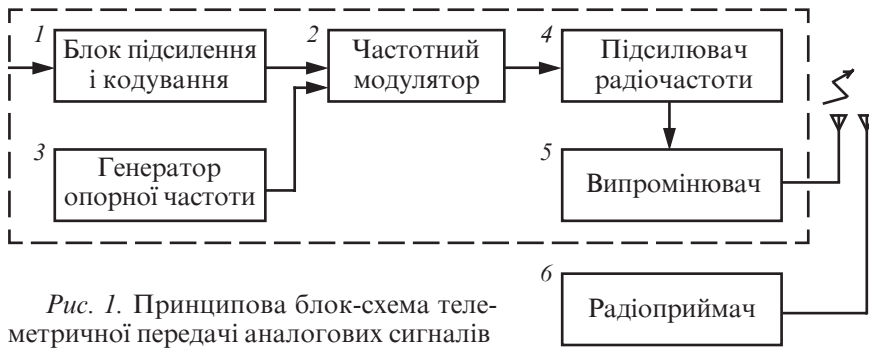 1
Блок підсилення
і кодування
2
Частотний
модулятор
4
Підсилювач
радіочастоти
3
Генератор
опорної частоти
5
Випромінювач
6
Радіоприймач
Рис. 1. Принципова блок-схема теле-
метричної передачі аналогових сигналів